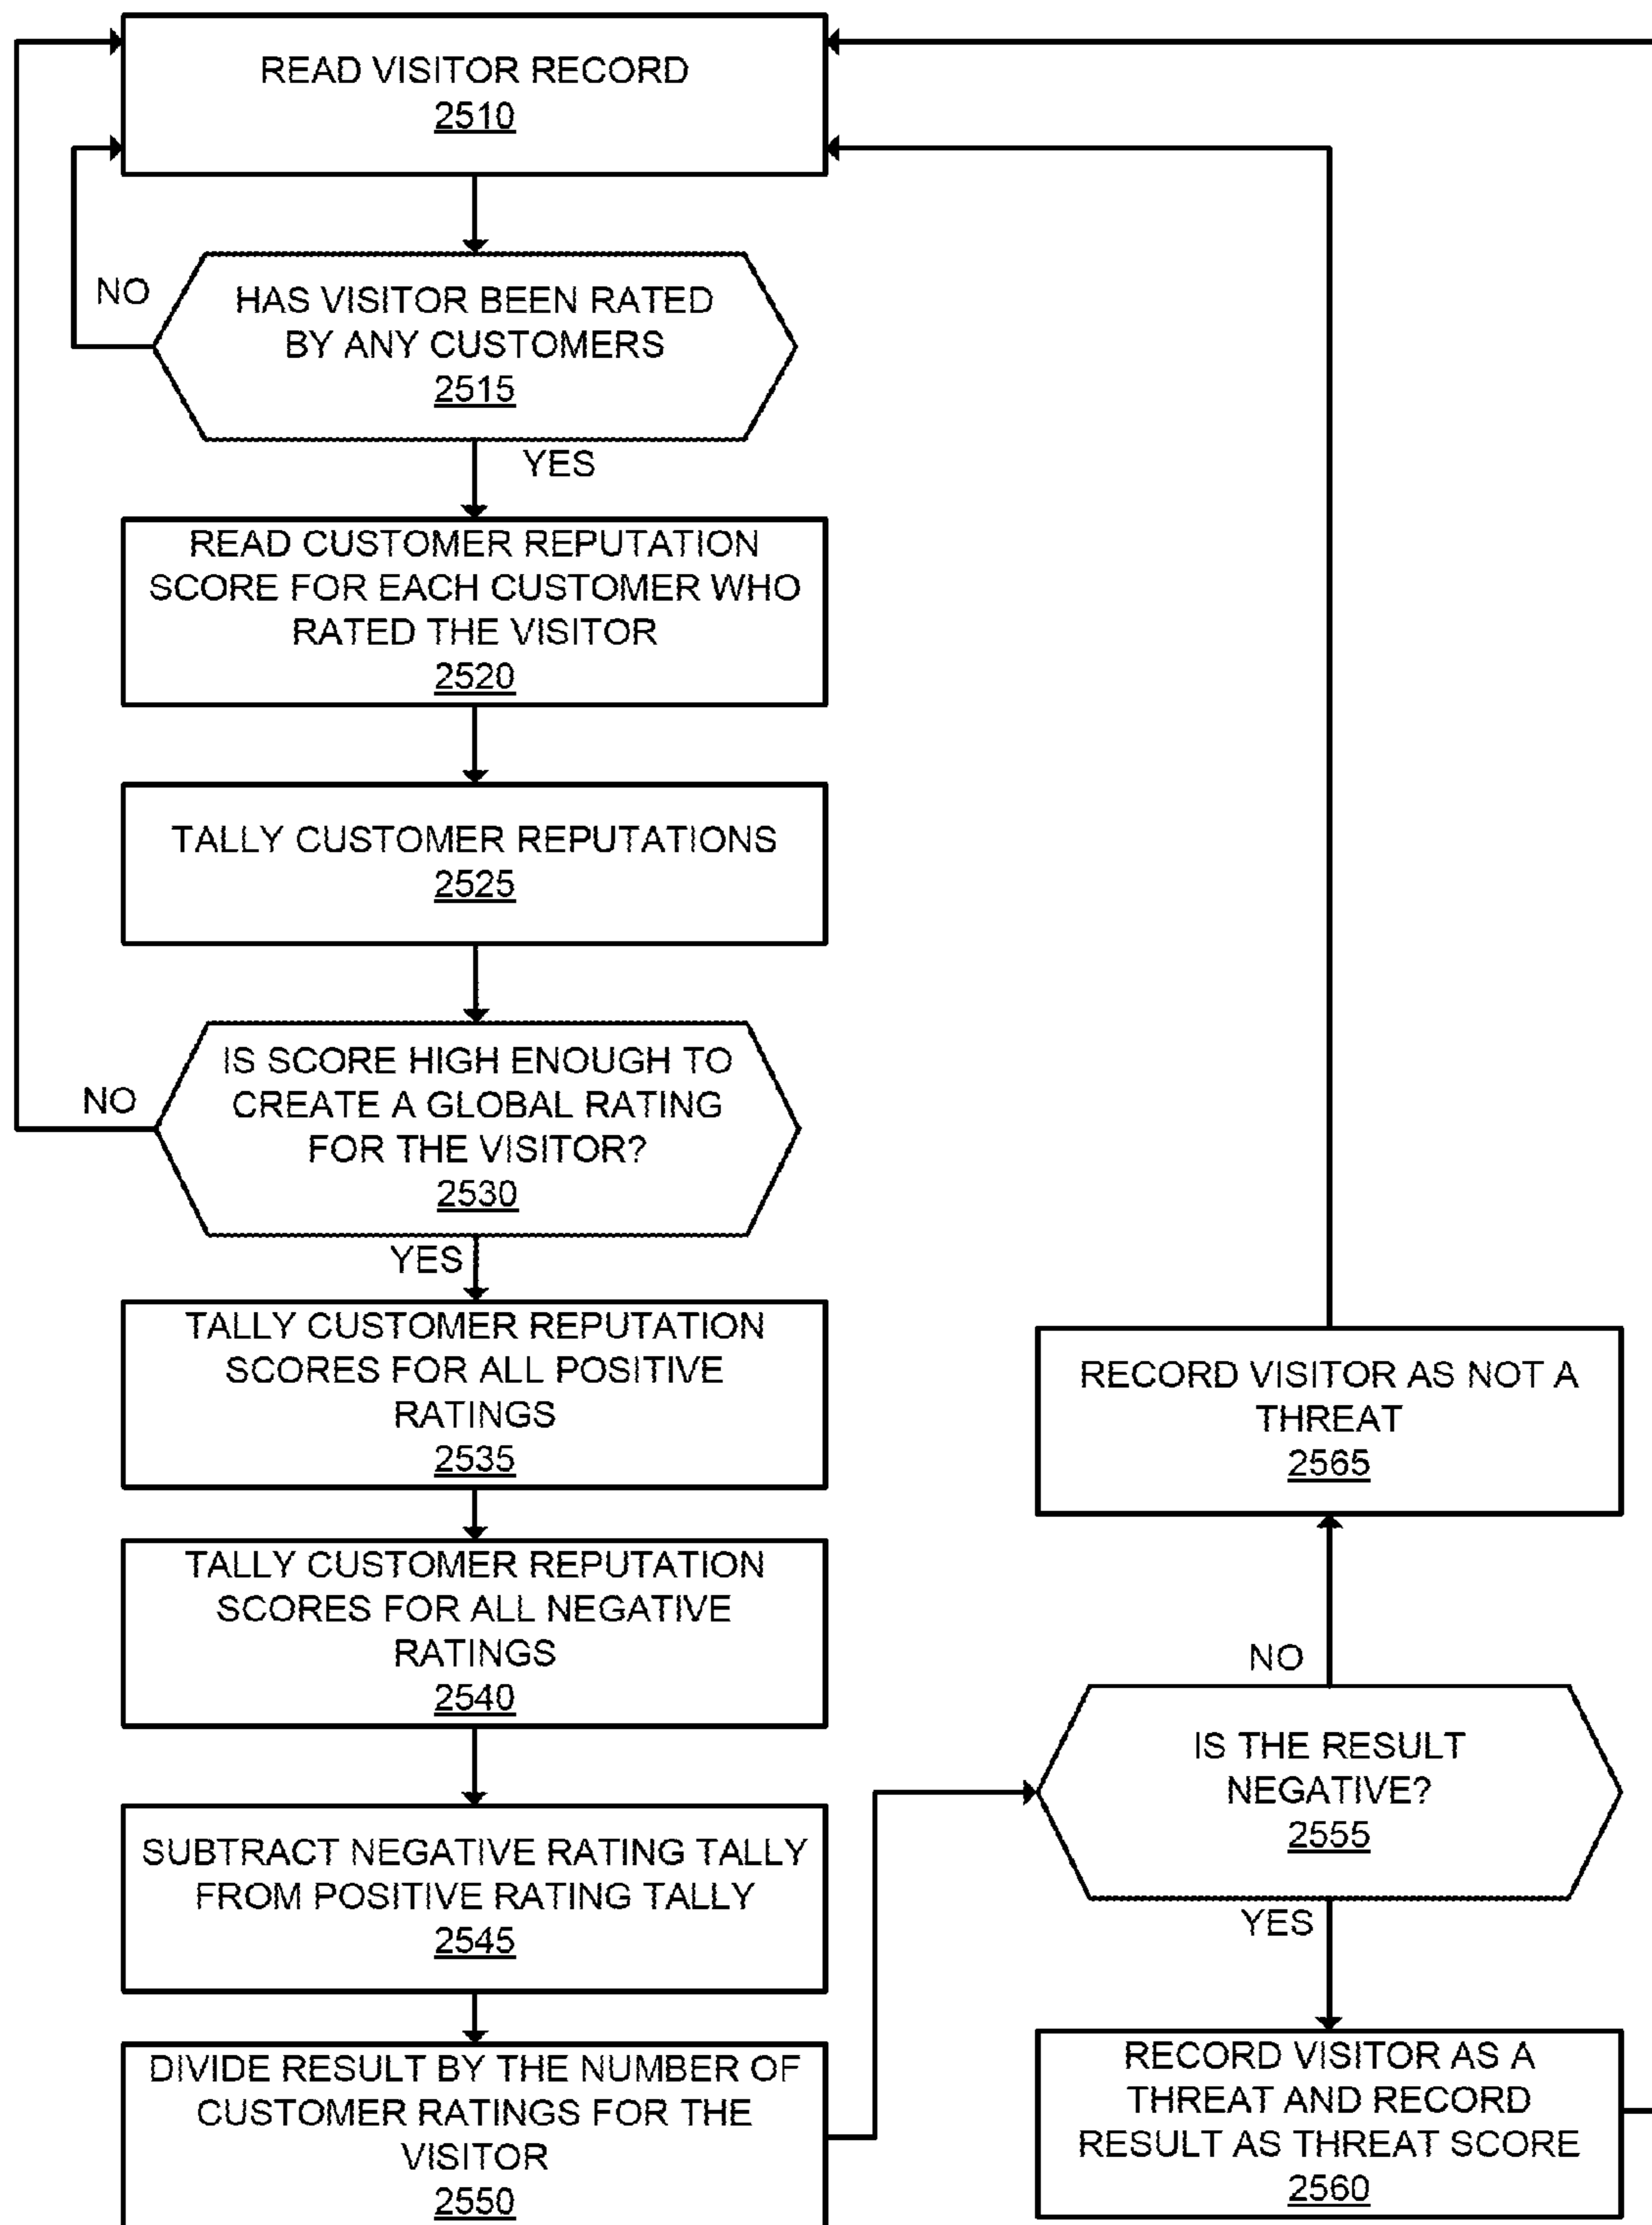 READ VISITOR RECORD
2510
NO
HAS VISITOR BEEN RATED
BY ANY CUSTOMERS
2515
YES
READ CUSTOMER REPUTATION
SCORE FOR EACH CUSTOMER WHO
RATED THE VISITOR
2520
TALLY CUSTOMER REPUTATIONS
2525
IS SCORE HIGH ENOUGH TO
CREATE A GLOBAL RATING
FOR THE VISITOR?
2530
NO
YES
TALLY CUSTOMER REPUTATION
SCORES FOR ALL POSITIVE
RATINGS
2535
TALLY CUSTOMER REPUTATION
SCORES FOR ALL NEGATIVE
RATINGS
2540
SUBTRACT NEGATIVE RATING TALLY
FROM POSITIVE RATING TALLY
2545
DIVIDE RESULT BY THE NUMBER OF
CUSTOMER RATINGS FOR THE
VISITOR
2550
RECORD VISITOR AS NOT A
THREAT
2565
NO
IS THE RESULT
NEGATIVE?
2555
YES
RECORD VISITOR AS A
THREAT AND RECORD
RESULT AS THREAT SCORE
2560